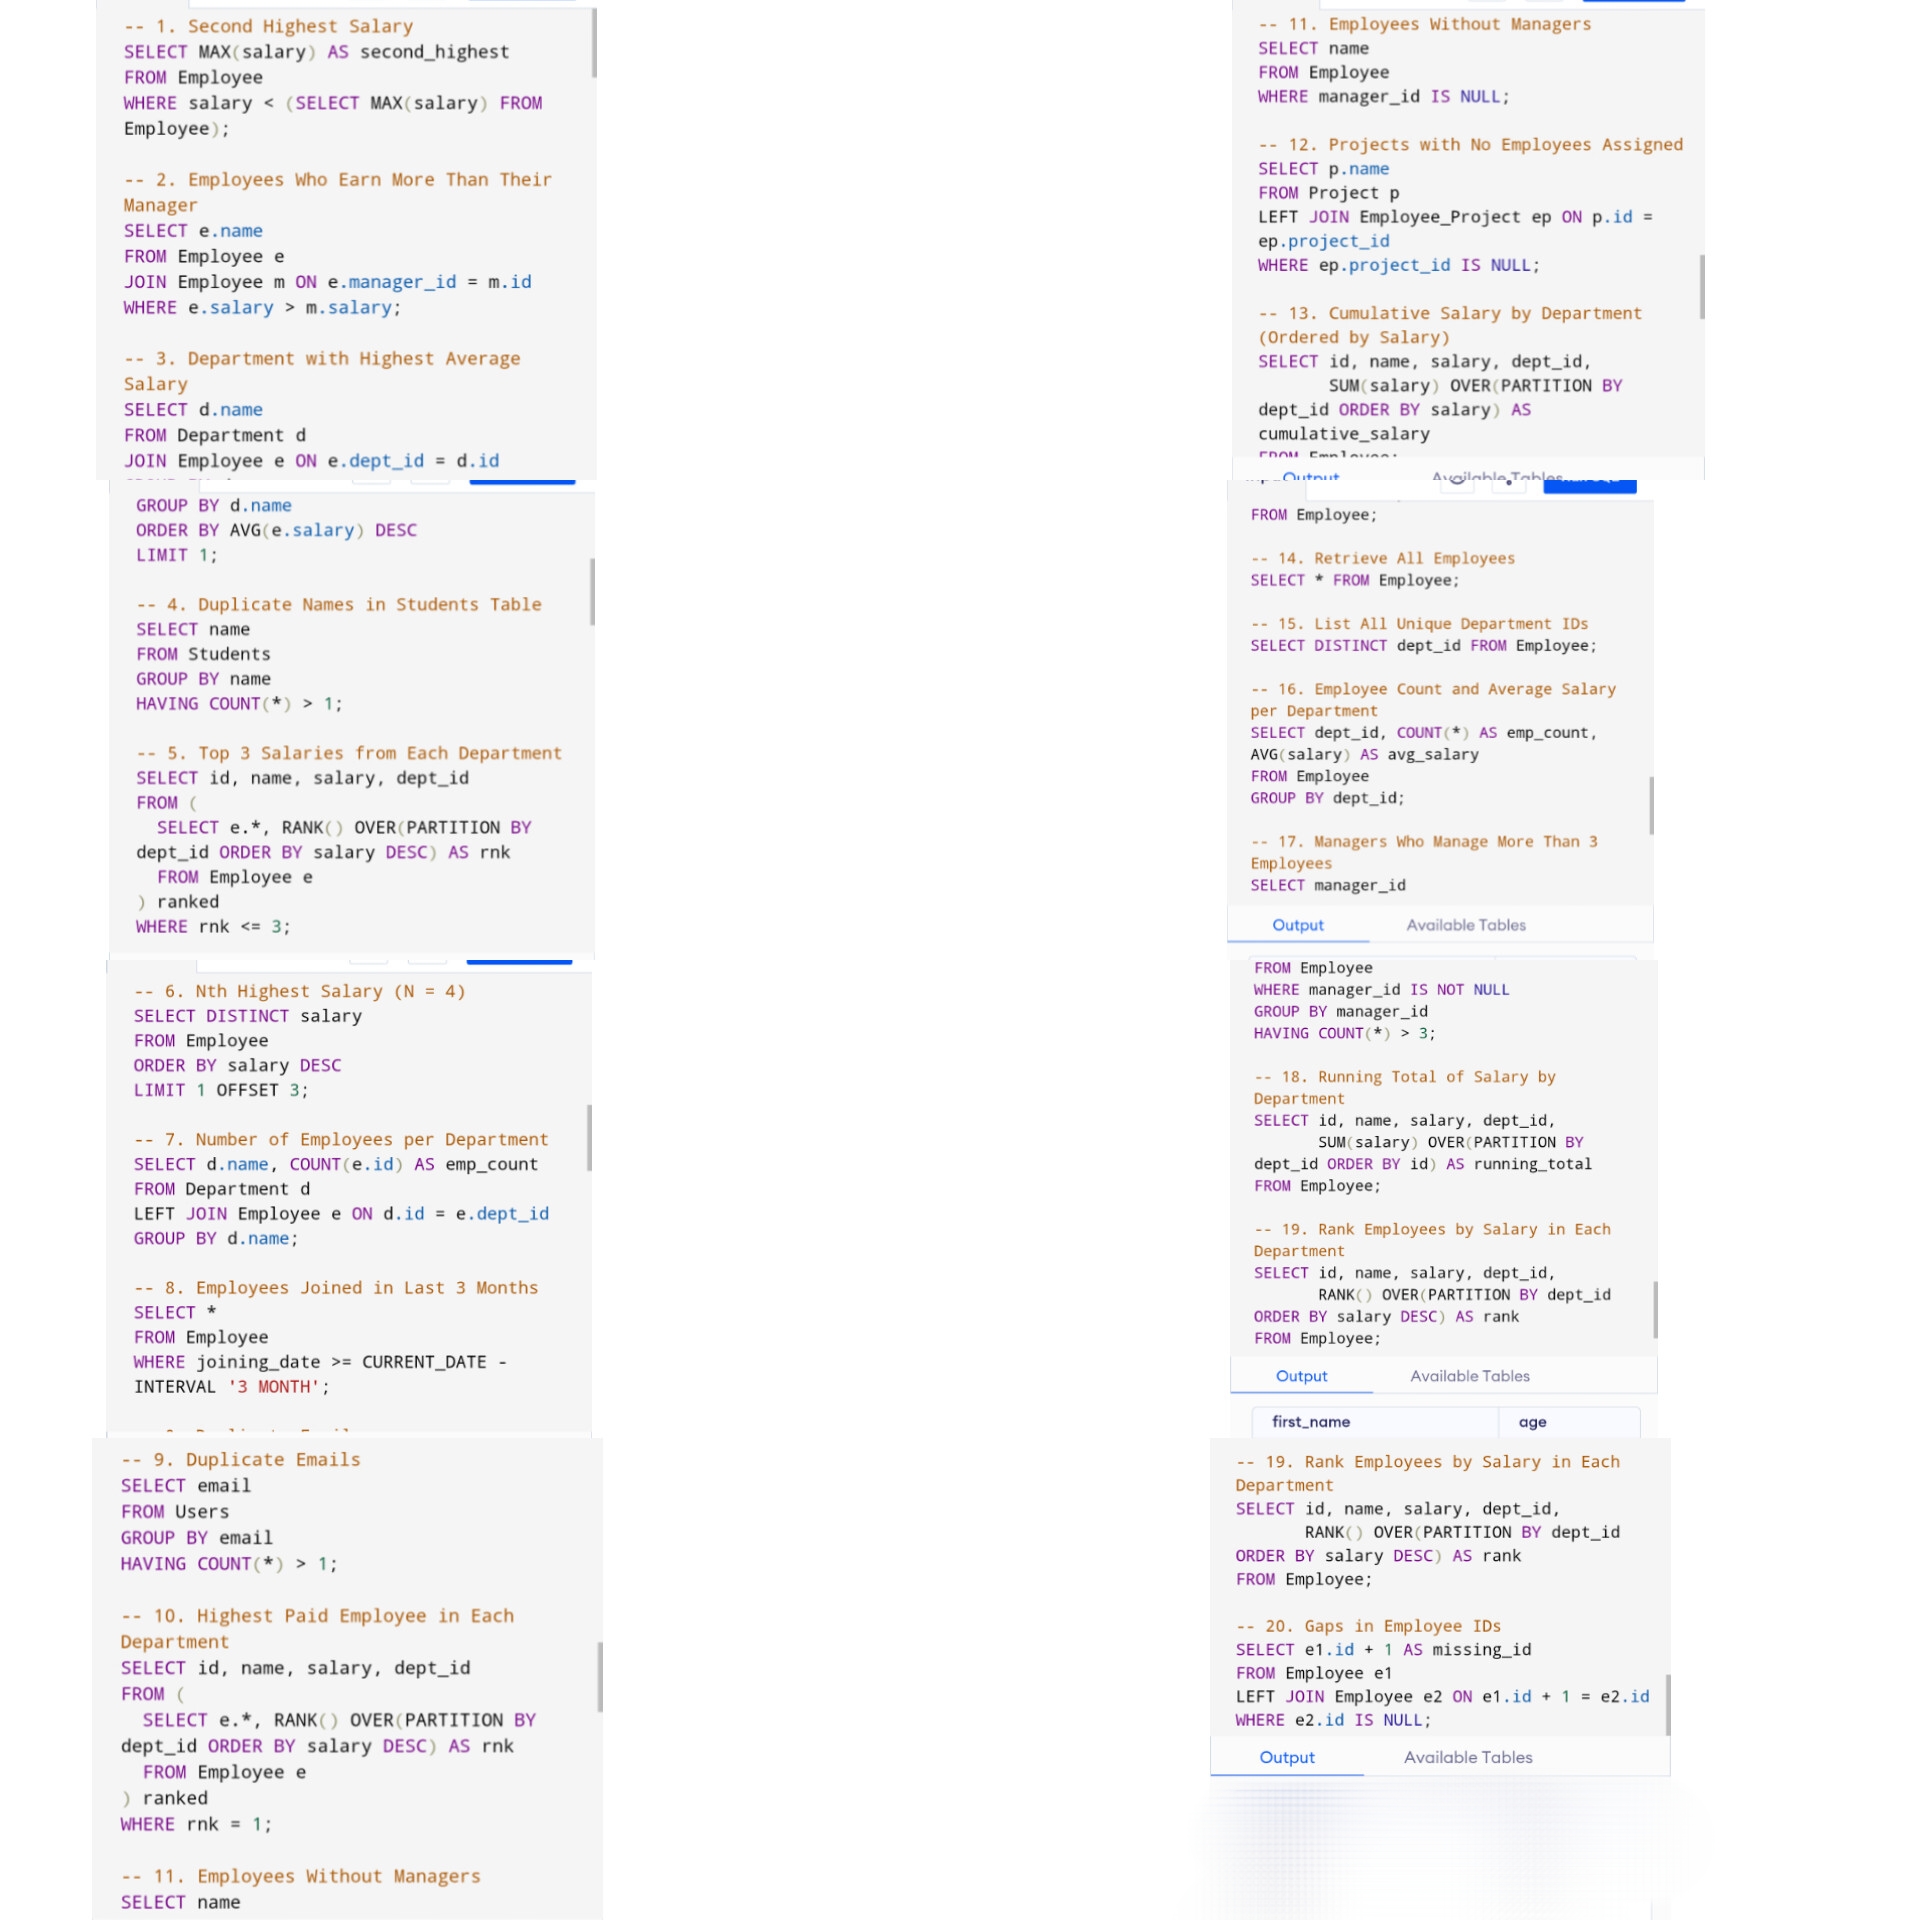 -- 1. Second Highest Salary
SELECT MAX(salary) AS second_highest
FROM Employee
WHERE salary < (SELECT MAX(salary) FROM
Employee);
-- 2. Employees Who Earn More Than Their
Manager
SELECT e.name
FROM Employee e
JOIN Employee m ON e.manager_id = m.id
WHERE e.salary > m.salary;
-- 3. Department with Highest Average
Salary
SELECT d.name
FROM Department d
JOIN Employee e ON e.dept_id = d.id
GROUP BY d.name
ORDER BY AVG(e.salary) DESC
LIMIT 1;
-- 4. Duplicate Names in Students Table
SELECT name
FROM Students
GROUP BY name
HAVING COUNT(*) > 1;
-- 5. Top 3 Salaries from Each Department
SELECT id, name, salary, dept_id
FROM (
SELECT e.*, RANK() OVER(PARTITION BY
dept_id ORDER BY salary DESC) AS rnk
FROM Employee e
) ranked
WHERE rnk <= 3;
-- 6. Nth Highest Salary (N = 4)
SELECT DISTINCT salary
FROM Employee
ORDER BY salary DESC
LIMIT 1 OFFSET 3;
-- 7. Number of Employees per Department
SELECT d.name, COUNT(e.id) AS emp_count
FROM Department d
LEFT JOIN Employee e ON d.id = e.dept_id
GROUP BY d.name;
-- 8. Employees Joined in Last 3 Months
SELECT *
FROM Employee
WHERE joining_date >= CURRENT_DATE -
INTERVAL '3 MONTH';
-- 9. Duplicate Emails
SELECT email
FROM Users
GROUP BY email
HAVING COUNT(*) > 1;
-- 10. Highest Paid Employee in Each
Department
SELECT id, name, salary, dept_id
FROM (
SELECT e.*, RANK() OVER(PARTITION BY
dept_id ORDER BY salary DESC) AS rnk
FROM Employee e
) ranked
WHERE rnk = 1;
-- 11. Employees Without Managers
SELECT name
-- 11. Employees Without Managers
SELECT name
FROM Employee
WHERE manager_id IS NULL;
-- 12. Projects with No Employees Assigned
SELECT p.name
FROM Project p
LEFT JOIN Employee_Project ep ON p.id =
ep.project_id
WHERE ep.project_id IS NULL;
-- 13. Cumulative Salary by Department
(Ordered by Salary)
SELECT id, name, salary, dept_id,
SUM(salary) OVER(PARTITION BY
dept_id ORDER BY salary) AS
cumulative_salary
FROM Employee;
Output Available Tables
FROM Employee;
-- 14. Retrieve All Employees
SELECT * FROM Employee;
-- 15. List All Unique Department IDs
SELECT DISTINCT dept_id FROM Employee;
-- 16. Employee Count and Average Salary
per Department
SELECT dept_id, COUNT(*) AS emp_count,
AVG(salary) AS avg_salary
FROM Employee
GROUP BY dept_id;
-- 17. Managers Who Manage More Than 3
Employees
SELECT manager_id
Output Available Tables
FROM Employee
WHERE manager_id IS NOT NULL
GROUP BY manager_id
HAVING COUNT(*) > 3;
-- 18. Running Total of Salary by
Department
SELECT id, name, salary, dept_id,
SUM(salary) OVER(PARTITION BY
dept_id ORDER BY id) AS running_total
FROM Employee;
-- 19. Rank Employees by Salary in Each
Department
SELECT id, name, salary, dept_id,
RANK() OVER(PARTITION BY dept_id
ORDER BY salary DESC) AS rank
FROM Employee;
Output Available Tables
first_name age
-- 19. Rank Employees by Salary in Each
Department
SELECT id, name, salary, dept_id,
RANK() OVER(PARTITION BY dept_id
ORDER BY salary DESC) AS rank
FROM Employee;
-- 20. Gaps in Employee IDs
SELECT e1.id + 1 AS missing_id
FROM Employee e1
LEFT JOIN Employee e2 ON e1.id + 1 = e2.id
WHERE e2.id IS NULL;
Output Available Tables